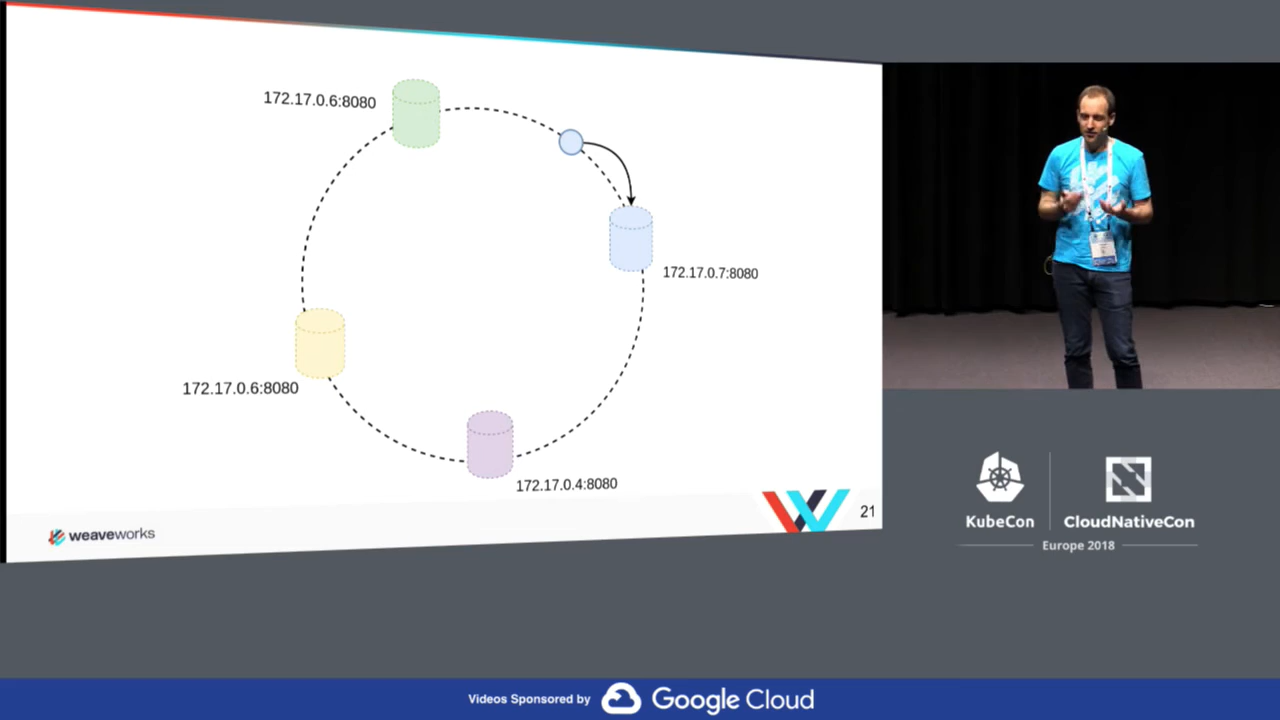 172.17.0.6:8080
172.17.0.7:8080
172.17.0.6:8080
172.17.0.4:8080
weaveworks
21
KubeCon
CloudNativeCon
Europe 2018
Videos Sponsored by Google Cloud